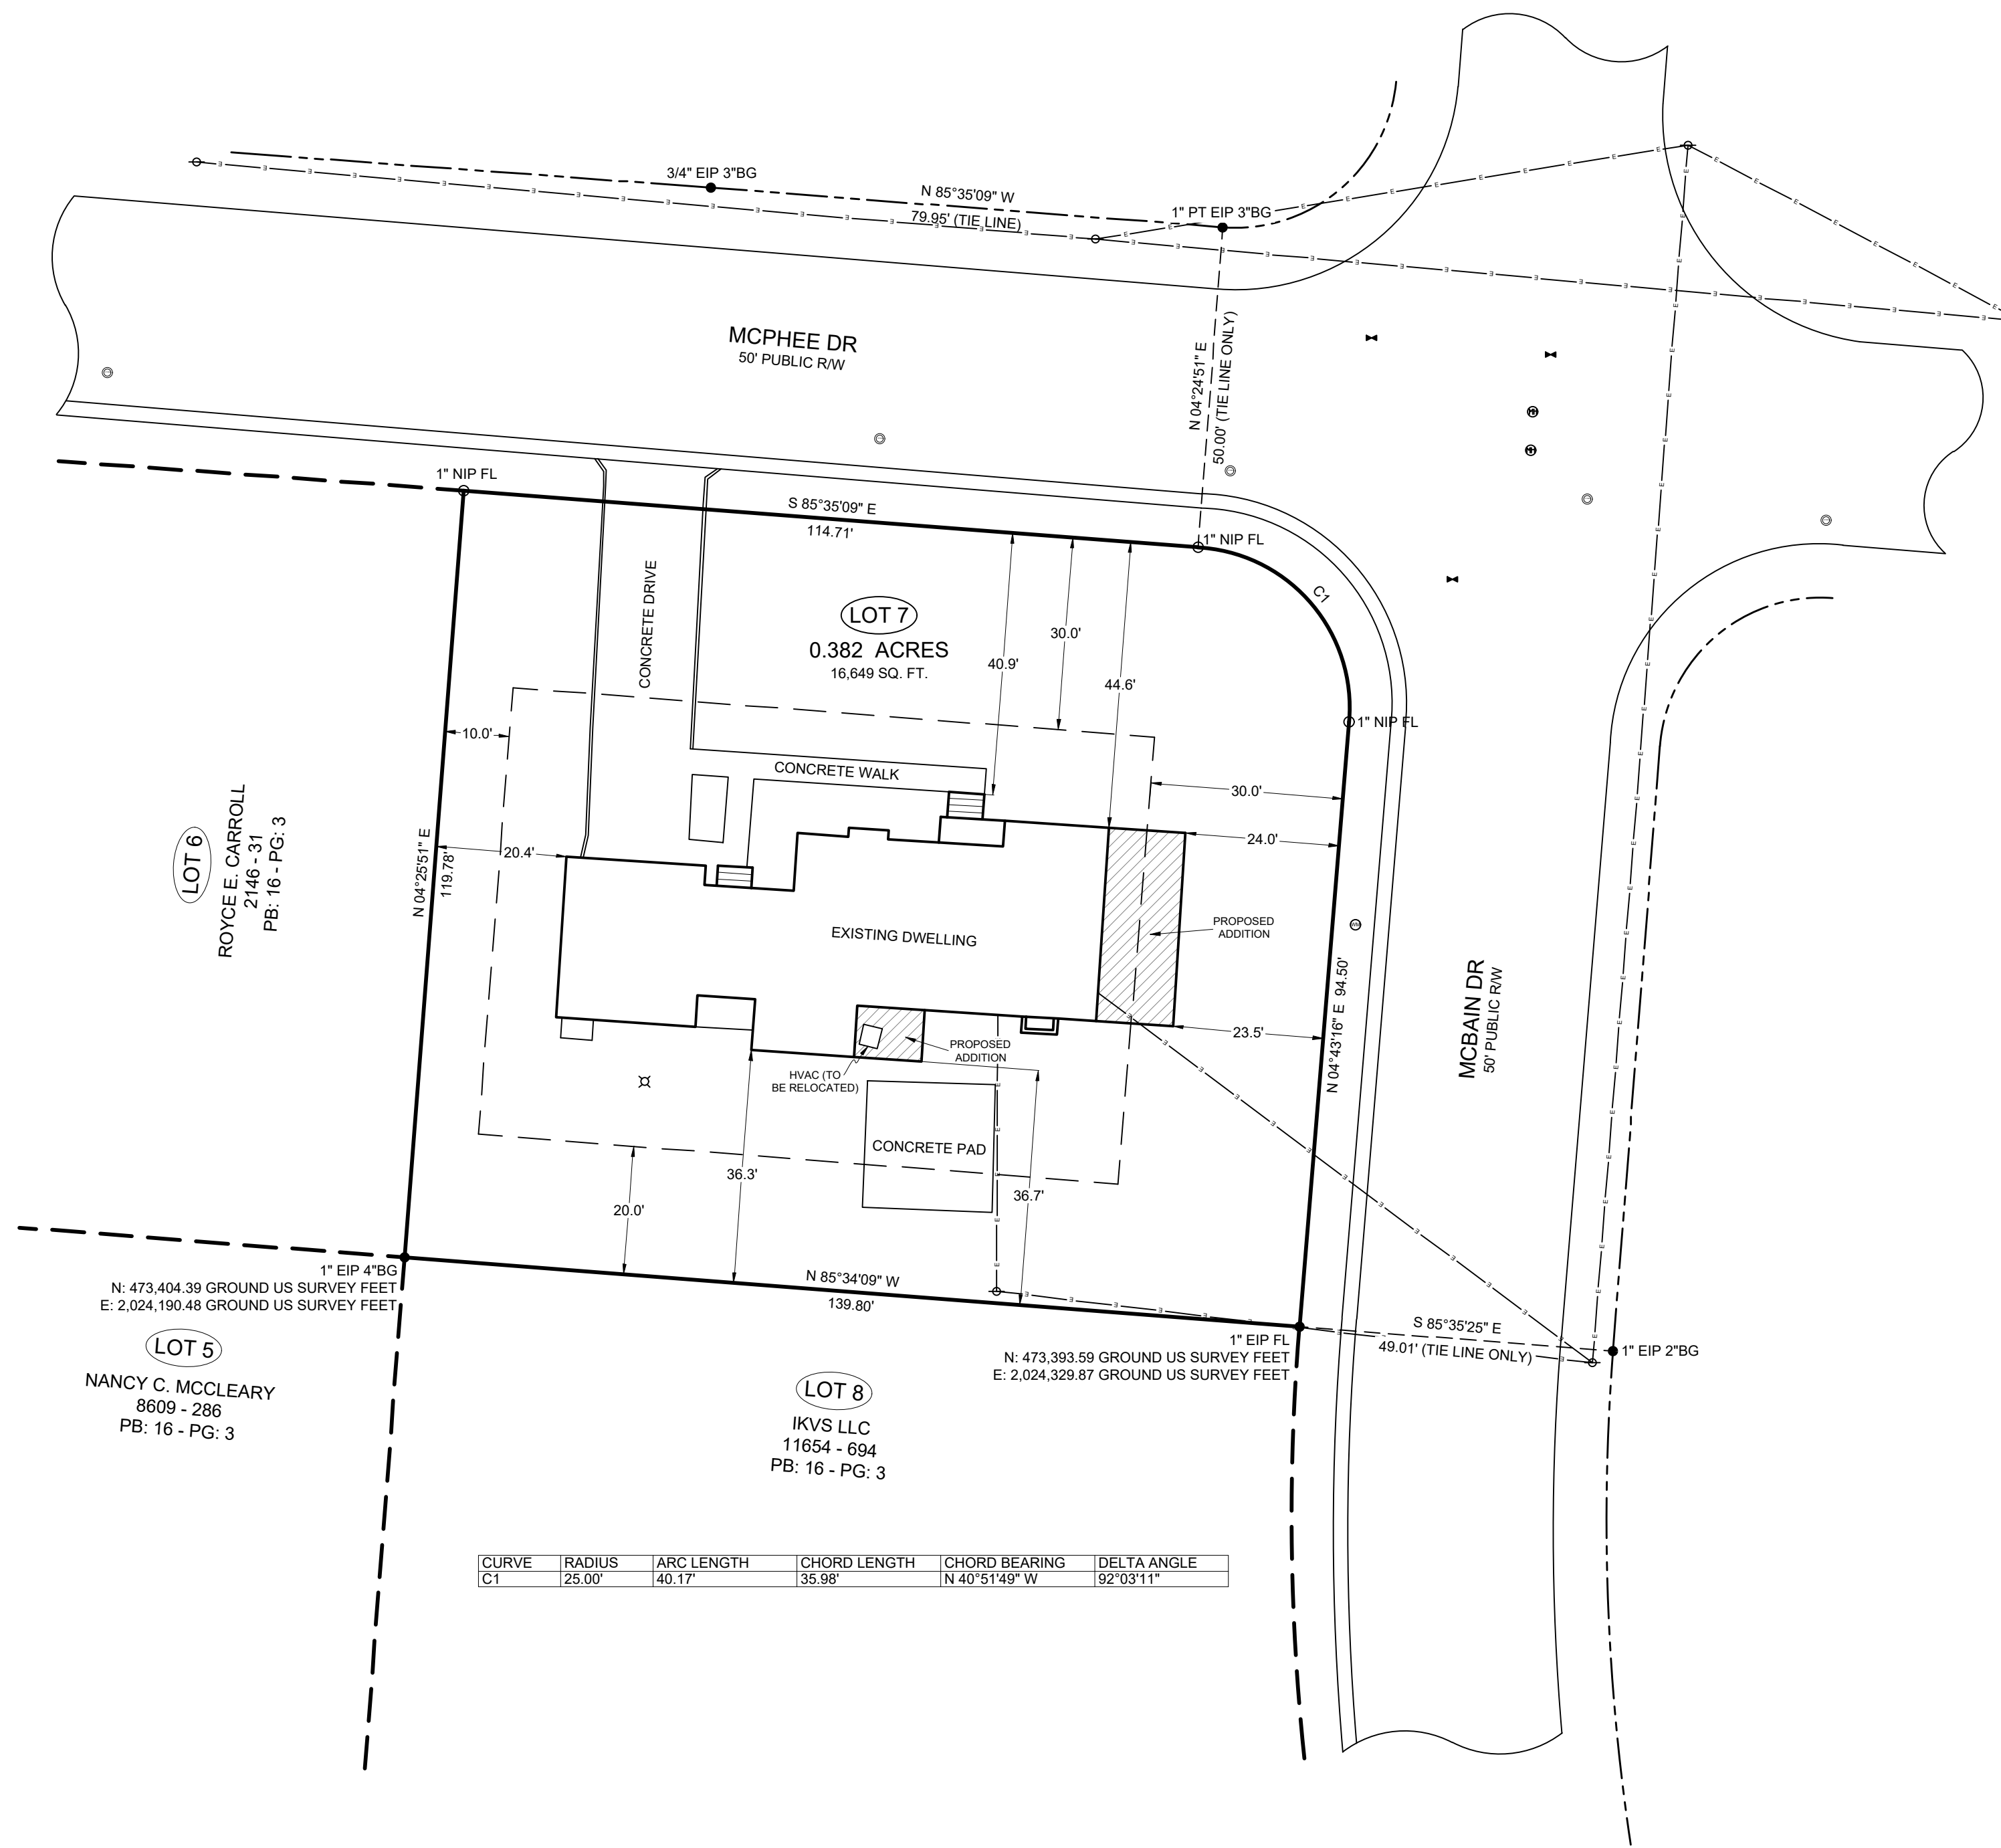 3/4" EIP 3"BG
N 85°35'09" W
79.95' (TIE LINE)
1" PT EIP 3"BG
MCPHEE DR
50' PUBLIC R/W
N 04°24'51" E
50.00' (TIE LINE ONLY)
1" NIP FL
S 85°35'09" E
114.71'
1" NIP FL
C1
CONCRETE DRIVE
LOT 7
0.382 ACRES
16,649 SQ. FT.
40.9'
30.0'
44.6'
1" NIP FL
10.0'
CONCRETE WALK
30.0'
24.0'
20.4'
LOT 6
ROYCE E. CARROLL
2146 - 31
PB: 16 - PG: 3
N 04°25'51" E
119.78'
EXISTING DWELLING
PROPOSED
ADDITION
WM
23.5'
N 04°43'16" E 94.50'
MCBAIN DR
50' PUBLIC R/W
PROPOSED
ADDITION
HVAC (TO
BE RELOCATED)
CONCRETE PAD
36.3'
36.7'
20.0'
1" EIP 4"BG
N: 473,404.39 GROUND US SURVEY FEET
E: 2,024,190.48 GROUND US SURVEY FEET
N 85°34'09" W
139.80'
1" EIP FL
N: 473,393.59 GROUND US SURVEY FEET
E: 2,024,329.87 GROUND US SURVEY FEET
S 85°35'25" E
49.01' (TIE LINE ONLY)
1" EIP 2"BG
LOT 5
NANCY C. MCCLEARY
8609 - 286
PB: 16 - PG: 3
LOT 8
IKVS LLC
11654 - 694
PB: 16 - PG: 3
CURVE RADIUS ARC LENGTH CHORD LENGTH CHORD BEARING DELTA ANGLE
C1 25.00' 40.17' 35.98' N 40°51'49" W 92°03'11"